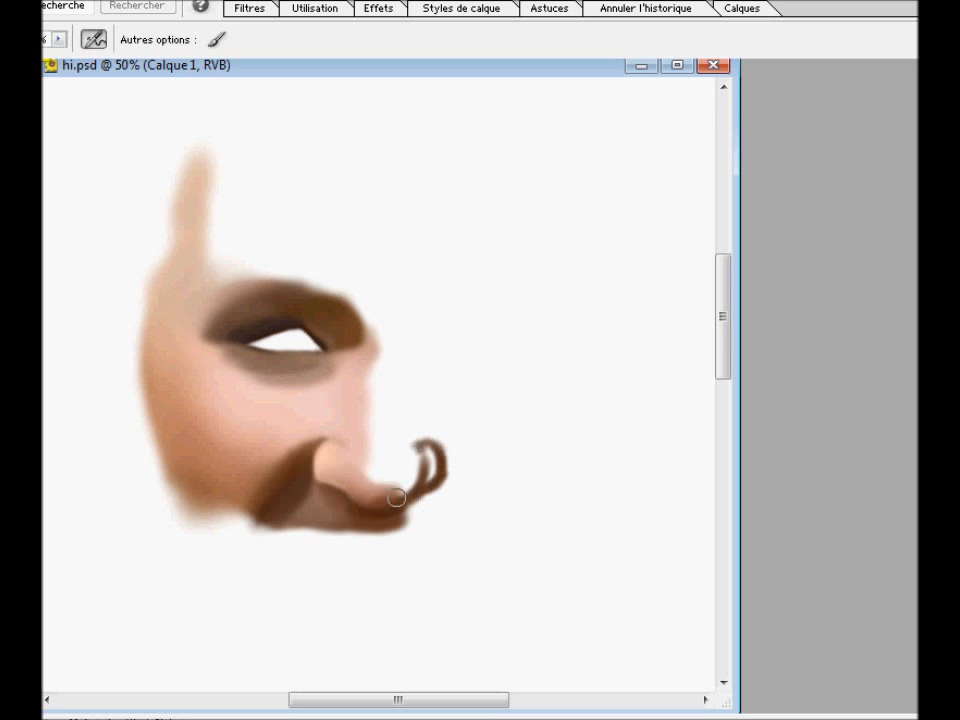 echerche Rechercher ? Filtres Utilisation Effets Styles de calque Astuces Annuler l'historique Calques
% Autres options :
hi.psd @ 50% (Calque 1, RVB)